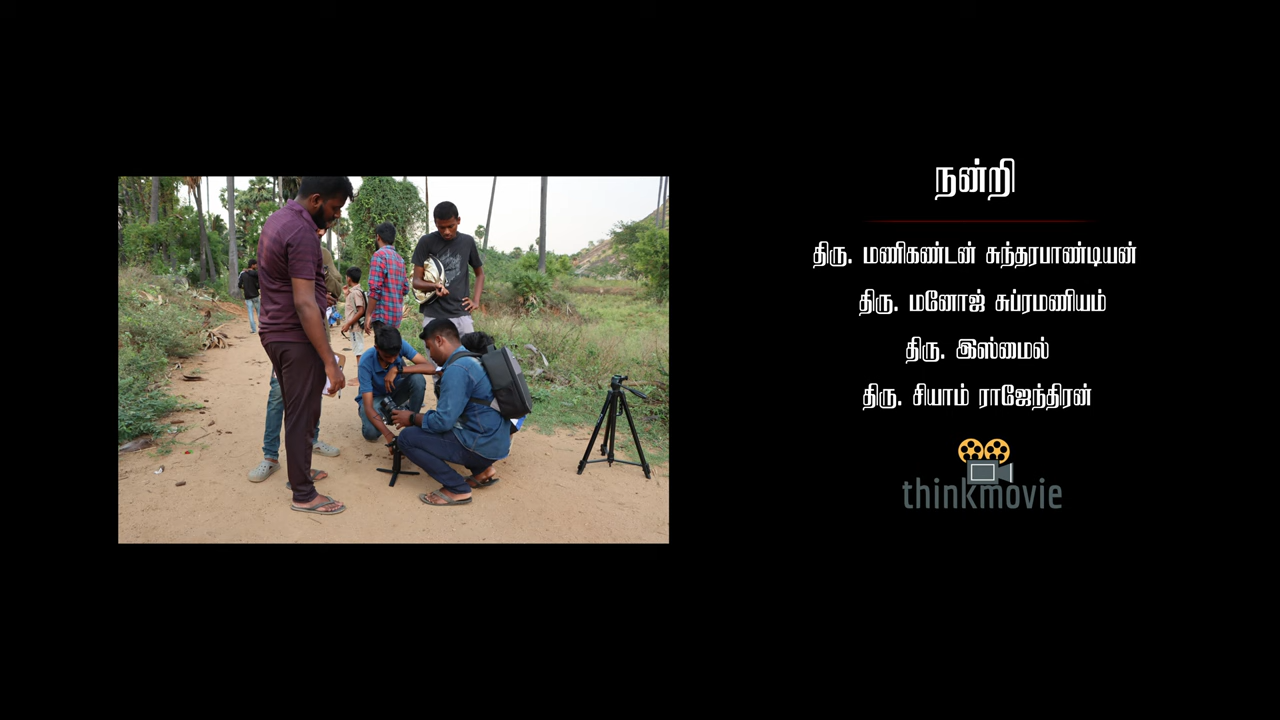 நன்றி
திரு. மணிகண்டன் சுந்தரபாண்டியன்
திரு. மனோஜ் சுப்ரமணியம்
திரு. இஸ்மைல்
திரு. சியாம் ராஜேந்திரன்
thinkmovie